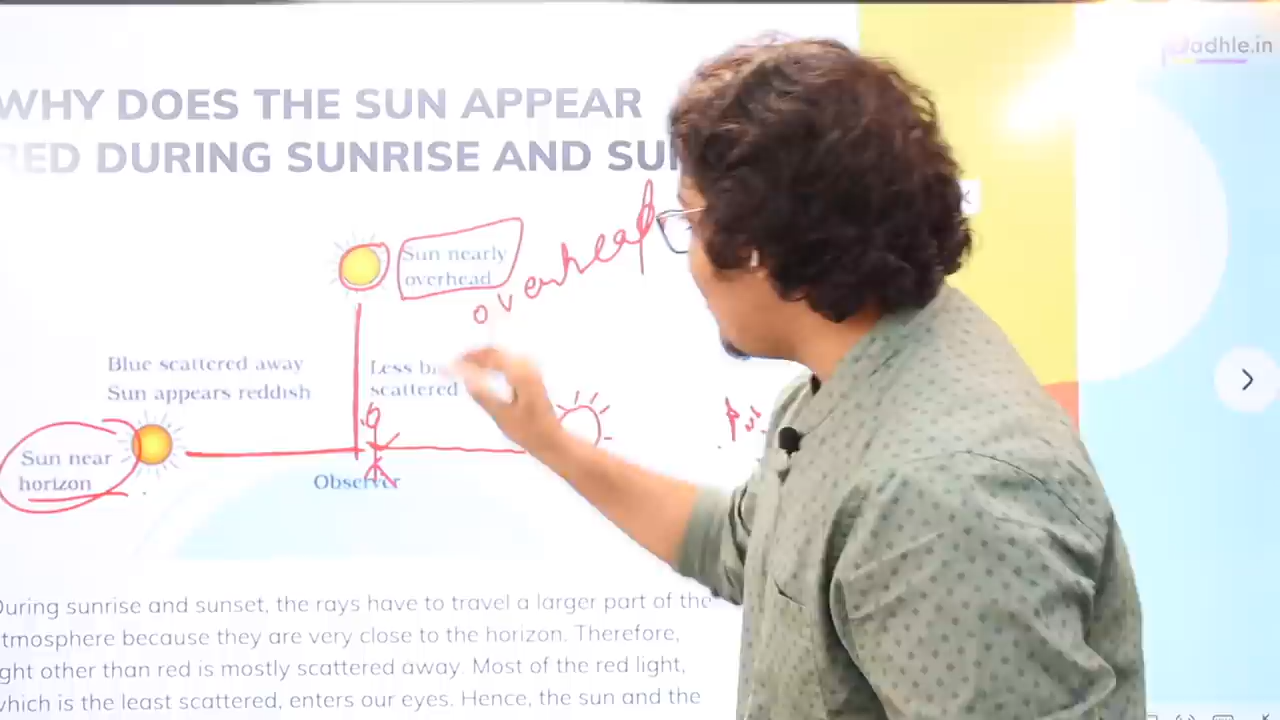 adhle.in
WHY DOES THE SUN APPEAR
RED DURING SUNRISE AND
Sun nearly
overhead
overhead
Blue scattered away
Sun appears reddish
Less
scattered
Sun near
horizon
Observer
During sunrise and sunset, the rays have to travel a larger part of the
atmosphere because they are very close to the horizon. Therefore,
light other than red is mostly scattered away. Most of the red light,
which is the least scattered, enters our eyes. Hence, the sun and the